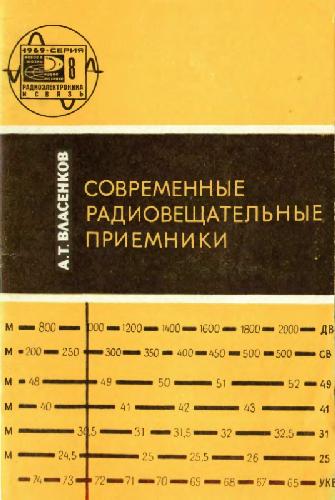 1969-СЕРИЯ
8
РАДИОЭЛЕКТРОНИКА
И СВЯЗЬ
А.Т. ВЛАСЕНКОВ
СОВРЕМЕННЫЕ
РАДИОВЕЩАТЕЛЬНЫЕ
ПРИЕМНИКИ
М 800 1000 1200 1400 1600 1800 2000 ДВ
М 200 250 300 350 400 450 500 500 СВ
М 48 49 50 51 52 49
М 40 41 42 43 41
М 30,5 31 31,5 32 32,5 31
М 24,5 25 25,5 26 25
74 73 72 71 70 69 68 67 65 УКВ